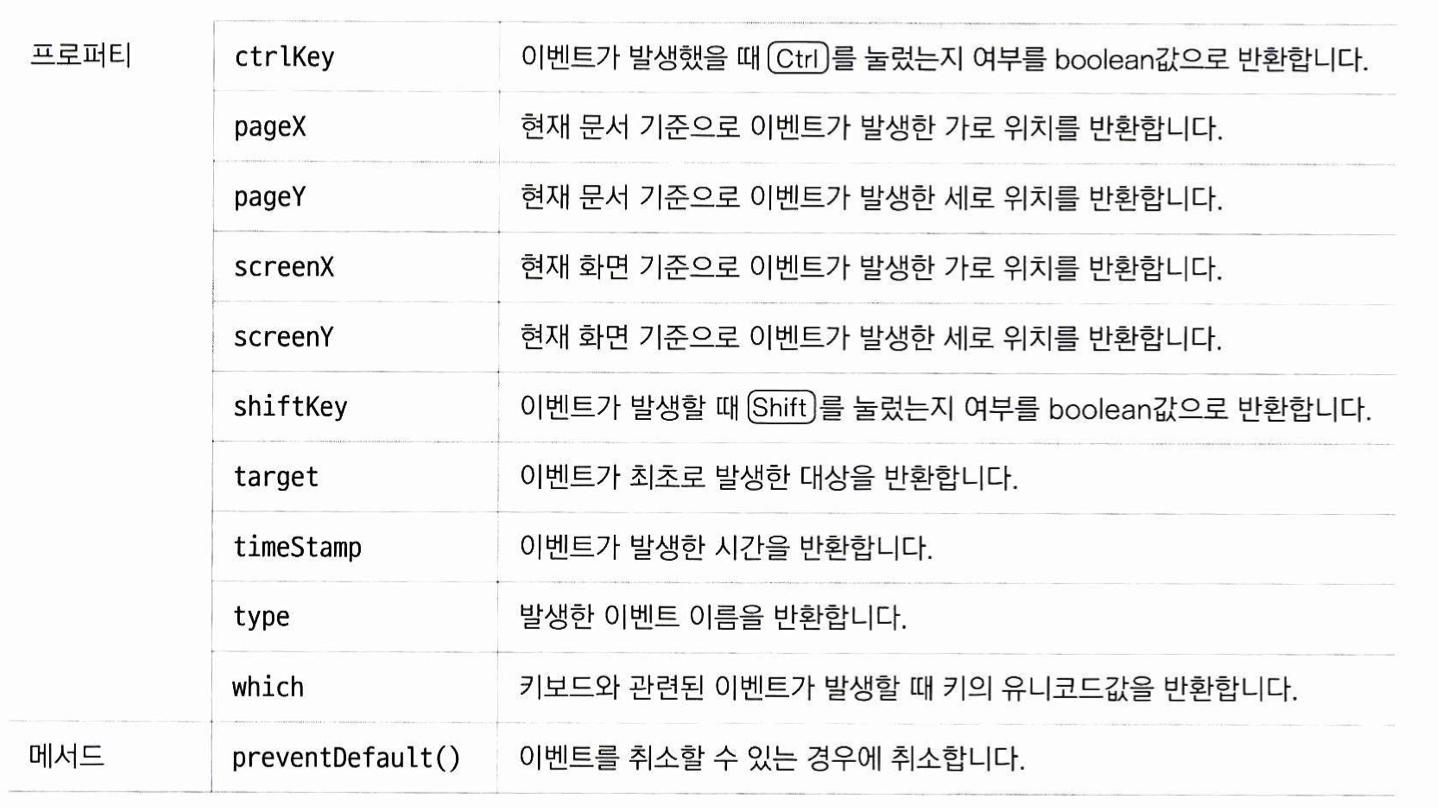 프로퍼티 ctrlKey 이벤트가 발생했을 때 Ctrl를 눌렀는지 여부를 boolean값으로 반환합니다.
pageX 현재 문서 기준으로 이벤트가 발생한 가로 위치를 반환합니다.
pageY 현재 문서 기준으로 이벤트가 발생한 세로 위치를 반환합니다.
screenX 현재 화면 기준으로 이벤트가 발생한 가로 위치를 반환합니다.
screenY 현재 화면 기준으로 이벤트가 발생한 세로 위치를 반환합니다.
shiftKey 이벤트가 발생할 때 Shift를 눌렀는지 여부를 boolean값으로 반환합니다.
target 이벤트가 최초로 발생한 대상을 반환합니다.
timeStamp 이벤트가 발생한 시간을 반환합니다.
type 발생한 이벤트 이름을 반환합니다.
which 키보드와 관련된 이벤트가 발생할 때 키의 유니코드값을 반환합니다.
메서드 preventDefault() 이벤트를 취소할 수 있는 경우에 취소합니다.